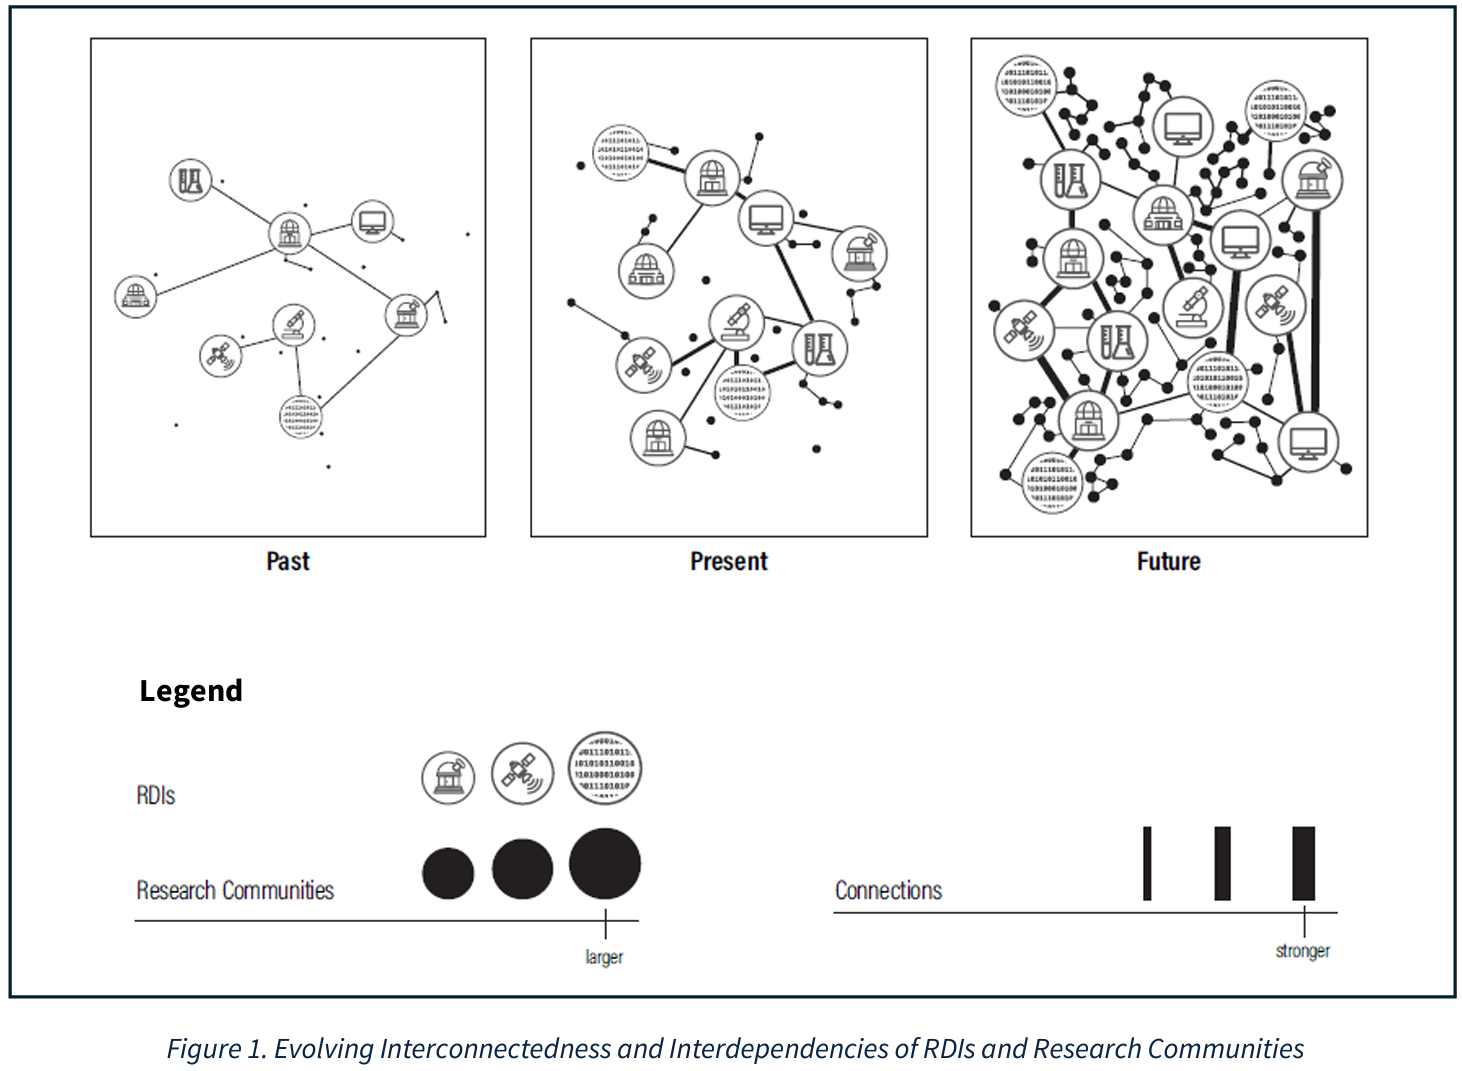 Past
Present
Future
Legend
RDIs
Research Communities
larger
Connections
stronger
Figure 1. Evolving Interconnectedness and Interdependencies of RDIs and Research Communities